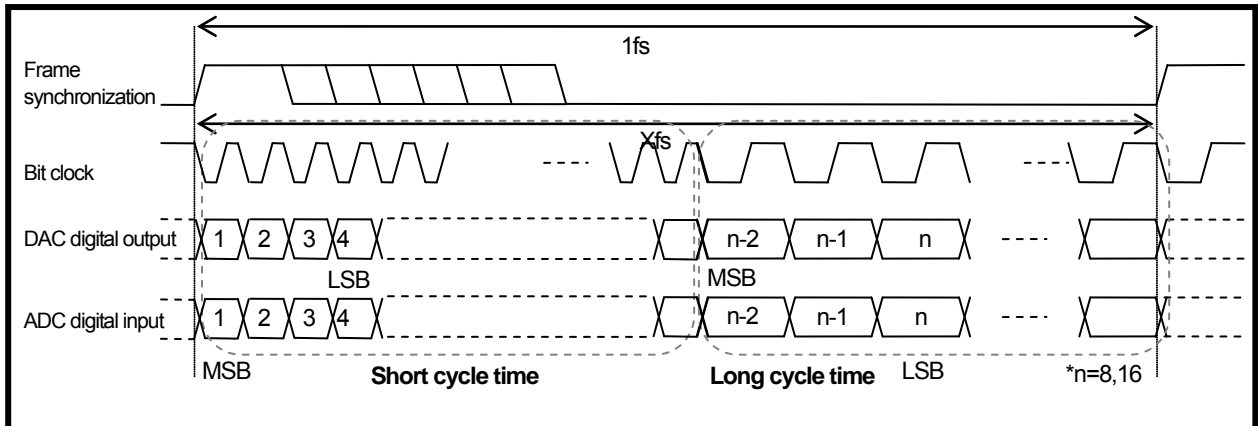 1fs
Frame
synchronization
Xfs
Bit clock
DAC digital output
1 2 3 4 n-2 n-1 n
LSB MSB
ADC digital input
1 2 3 4 n-2 n-1 n
MSB Short cycle time Long cycle time LSB *n=8,16